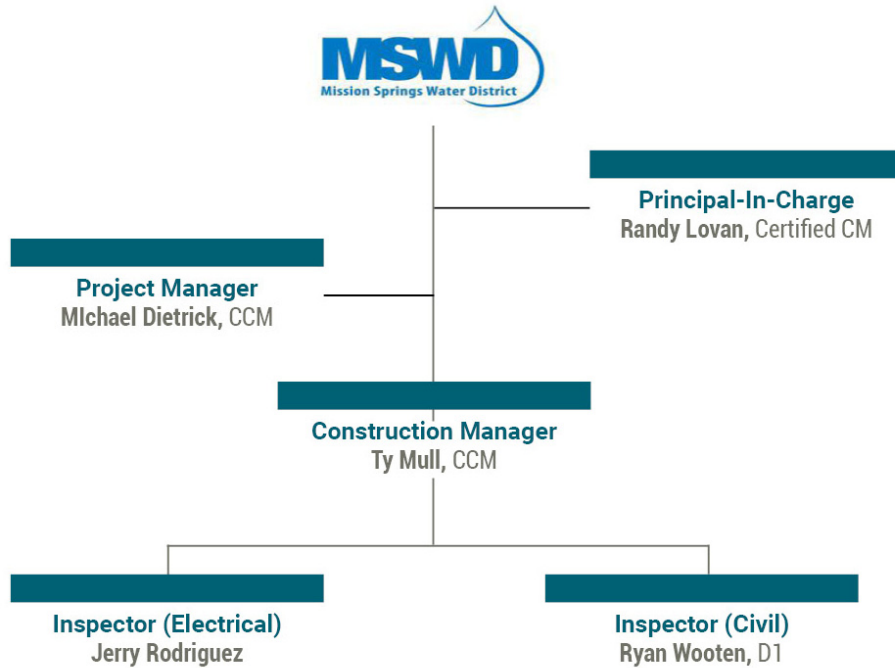 MSWD
Mission Springs Water District
Principal-In-Charge
Randy Lovan, Certified CM
Project Manager
MIchael Dietrick, CCM
Construction Manager
Ty Mull, CCM
Inspector (Electrical)
Jerry Rodriguez
Inspector (Civil)
Ryan Wooten, D1